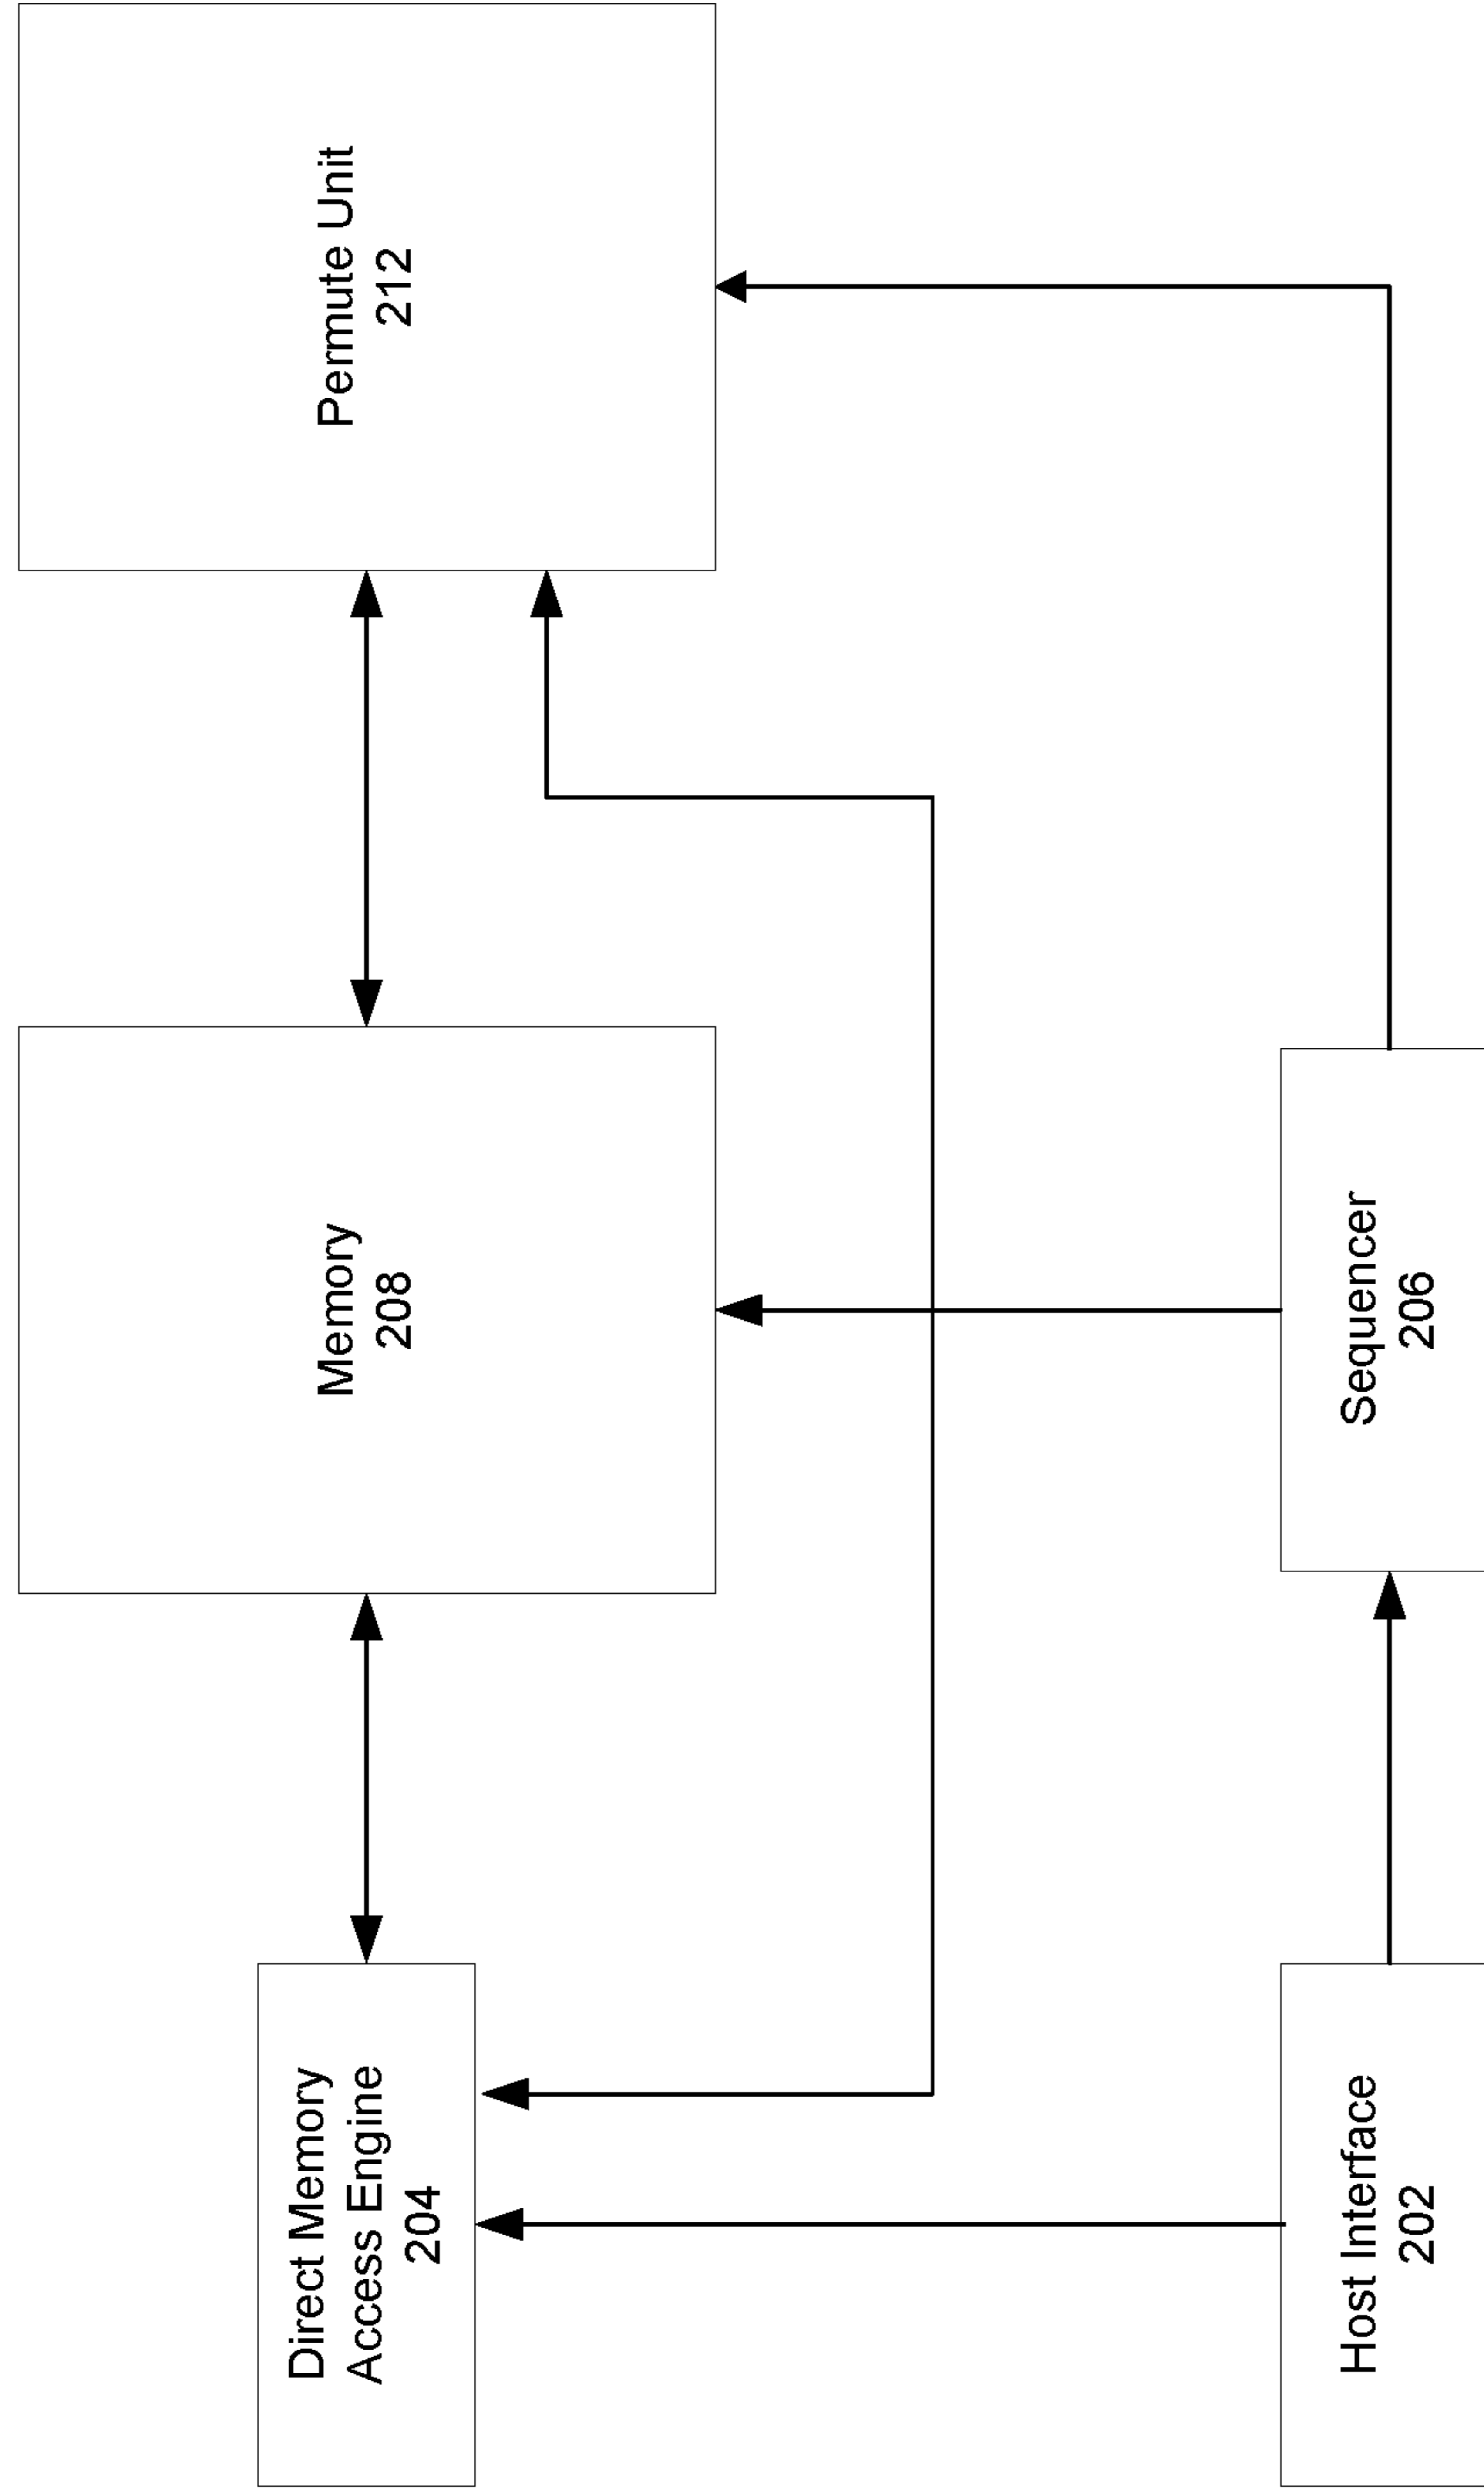 Direct Memory
Access Engine
204
Memory
208
Permute Unit
212
Host Interface
202
Sequencer
206